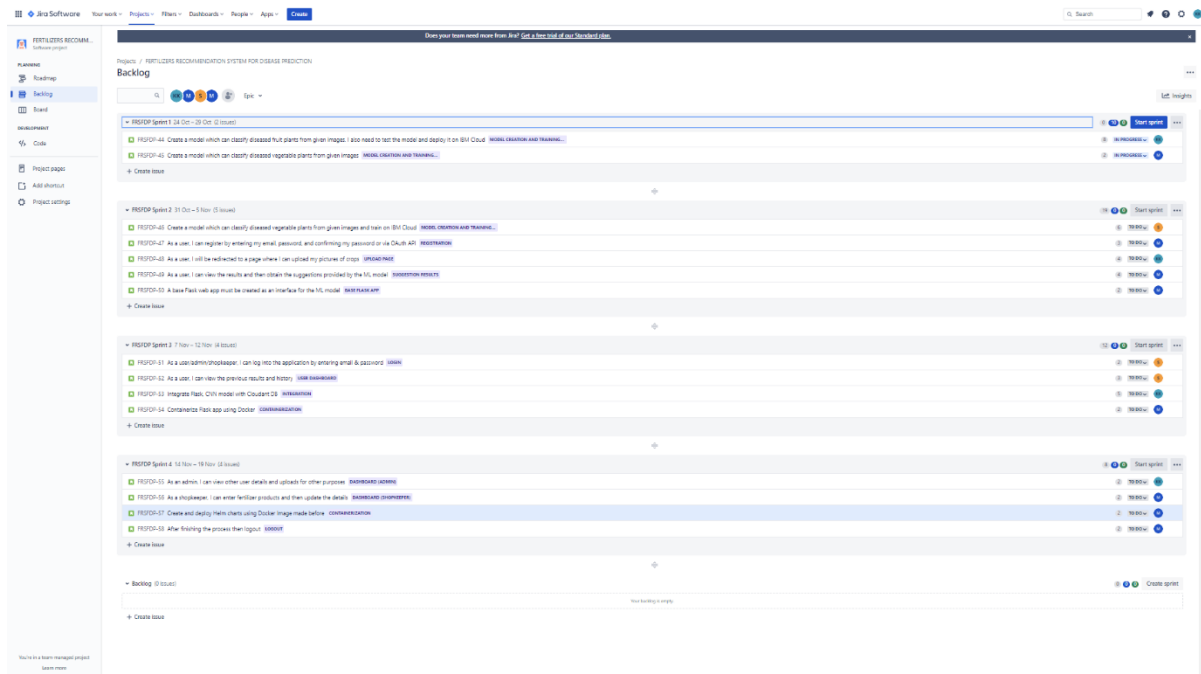 Jira Software Your work Projects Filters Dashboards People Apps Create Search
FERTILIZERS RECOMM...
Software project
PLANNING
Roadmap
Backlog
Board
DEVELOPMENT
Code
Project pages
Add shortcut
Project settings
You're in a team-managed project
Learn more
Does your team need more from Jira? Get a free trial of our Standard plan.
Projects / FERTILIZERS RECOMMENDATION SYSTEM FOR DISEASE PREDICTION
Backlog
M S M Epic Insights
FRSFDP Sprint 1 24 Oct – 29 Oct (2 issues) Start sprint
FRSFDP-44 Create a model which can classify diseased fruit plants from given images. I also need to test the model and deploy it on IBM Cloud MODEL CREATION AND TRAINING... IN PROGRESS
FRSFDP-45 Create a model which can classify diseased vegetable plants from given images MODEL CREATION AND TRAINING... IN PROGRESS M
+ Create issue
FRSFDP Sprint 2 31 Oct – 5 Nov (5 issues) 0 0 Start sprint
FRSFDP-46 Create a model which can classify diseased vegetable plants from given images and train on IBM Cloud MODEL CREATION AND TRAINING... TO DO S
FRSFDP-47 As a user, I can register by entering my email, password, and confirming my password or via OAuth API REGISTRATION TO DO M
FRSFDP-48 As a user, I will be redirected to a page where I can upload my pictures of crops UPLOAD PAGE TO DO
FRSFDP-49 As a user, I can view the results and then obtain the suggestions provided by the ML model SUGGESTION RESULTS TO DO M
FRSFDP-50 A base Flask web app must be created as an interface for the ML model BASE FLASK APP TO DO M
+ Create issue
FRSFDP Sprint 3 7 Nov – 12 Nov (4 issues) 0 0 Start sprint
FRSFDP-51 As a user/admin/shopkeeper, I can log into the application by entering email & password LOGIN TO DO S
FRSFDP-52 As a user, I can view the previous results and history USER DASHBOARD TO DO S
FRSFDP-53 Integrate Flask, CNN model with Cloudant DB INTEGRATION TO DO
FRSFDP-54 Containerize Flask app using Docker CONTAINERIZATION TO DO M
+ Create issue
FRSFDP Sprint 4 14 Nov – 19 Nov (4 issues) 0 0 Start sprint
FRSFDP-55 As an admin, I can view other user details and uploads for other purposes DASHBOARD (ADMIN) TO DO
FRSFDP-56 As a shopkeeper, I can enter fertilizer products and then update the details DASHBOARD (SHOPKEEPER) TO DO M
FRSFDP-57 Create and deploy Helm charts using Docker Image made before CONTAINERIZATION TO DO M
FRSFDP-58 After finishing the process then logout LOGOUT TO DO M
+ Create issue
Backlog (0 issues) 0 0 0 Create sprint
Your backlog is empty.
+ Create issue